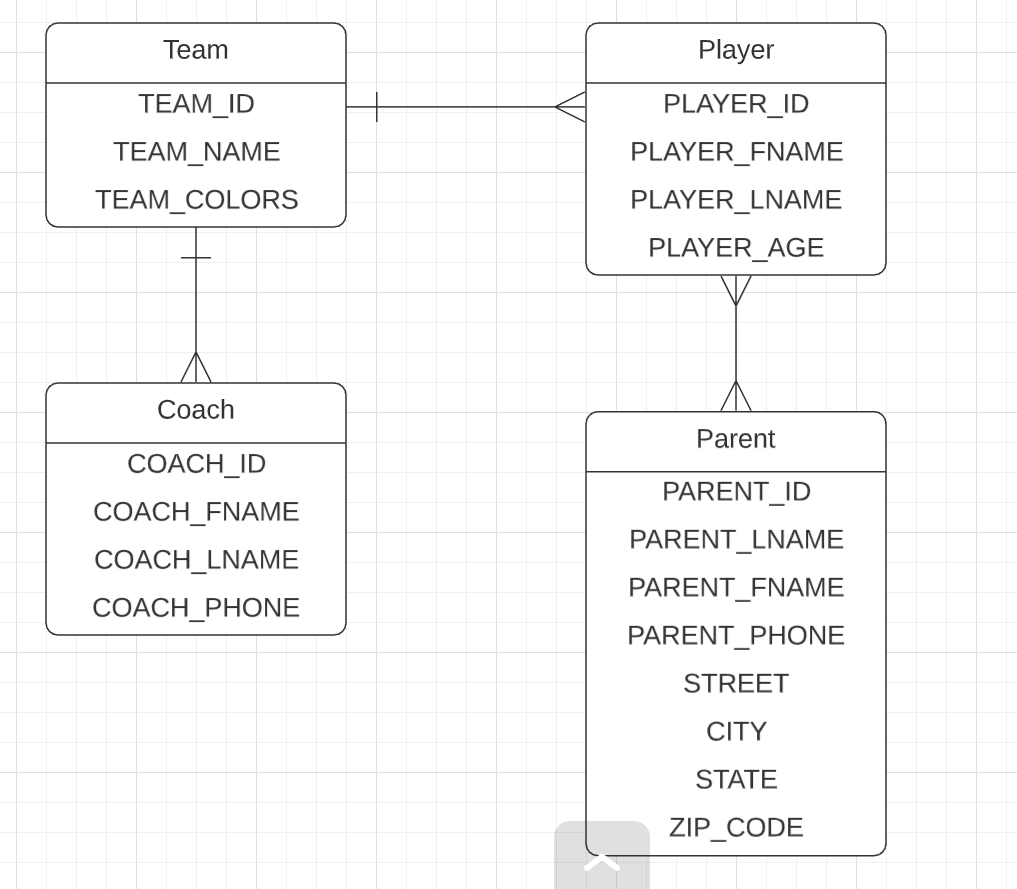 Team
TEAM_ID
TEAM_NAME
TEAM_COLORS
Player
PLAYER_ID
PLAYER_FNAME
PLAYER_LNAME
PLAYER_AGE
Coach
COACH_ID
COACH_FNAME
COACH_LNAME
COACH_PHONE
Parent
PARENT_ID
PARENT_LNAME
PARENT_FNAME
PARENT_PHONE
STREET
CITY
STATE
ZIP_CODE